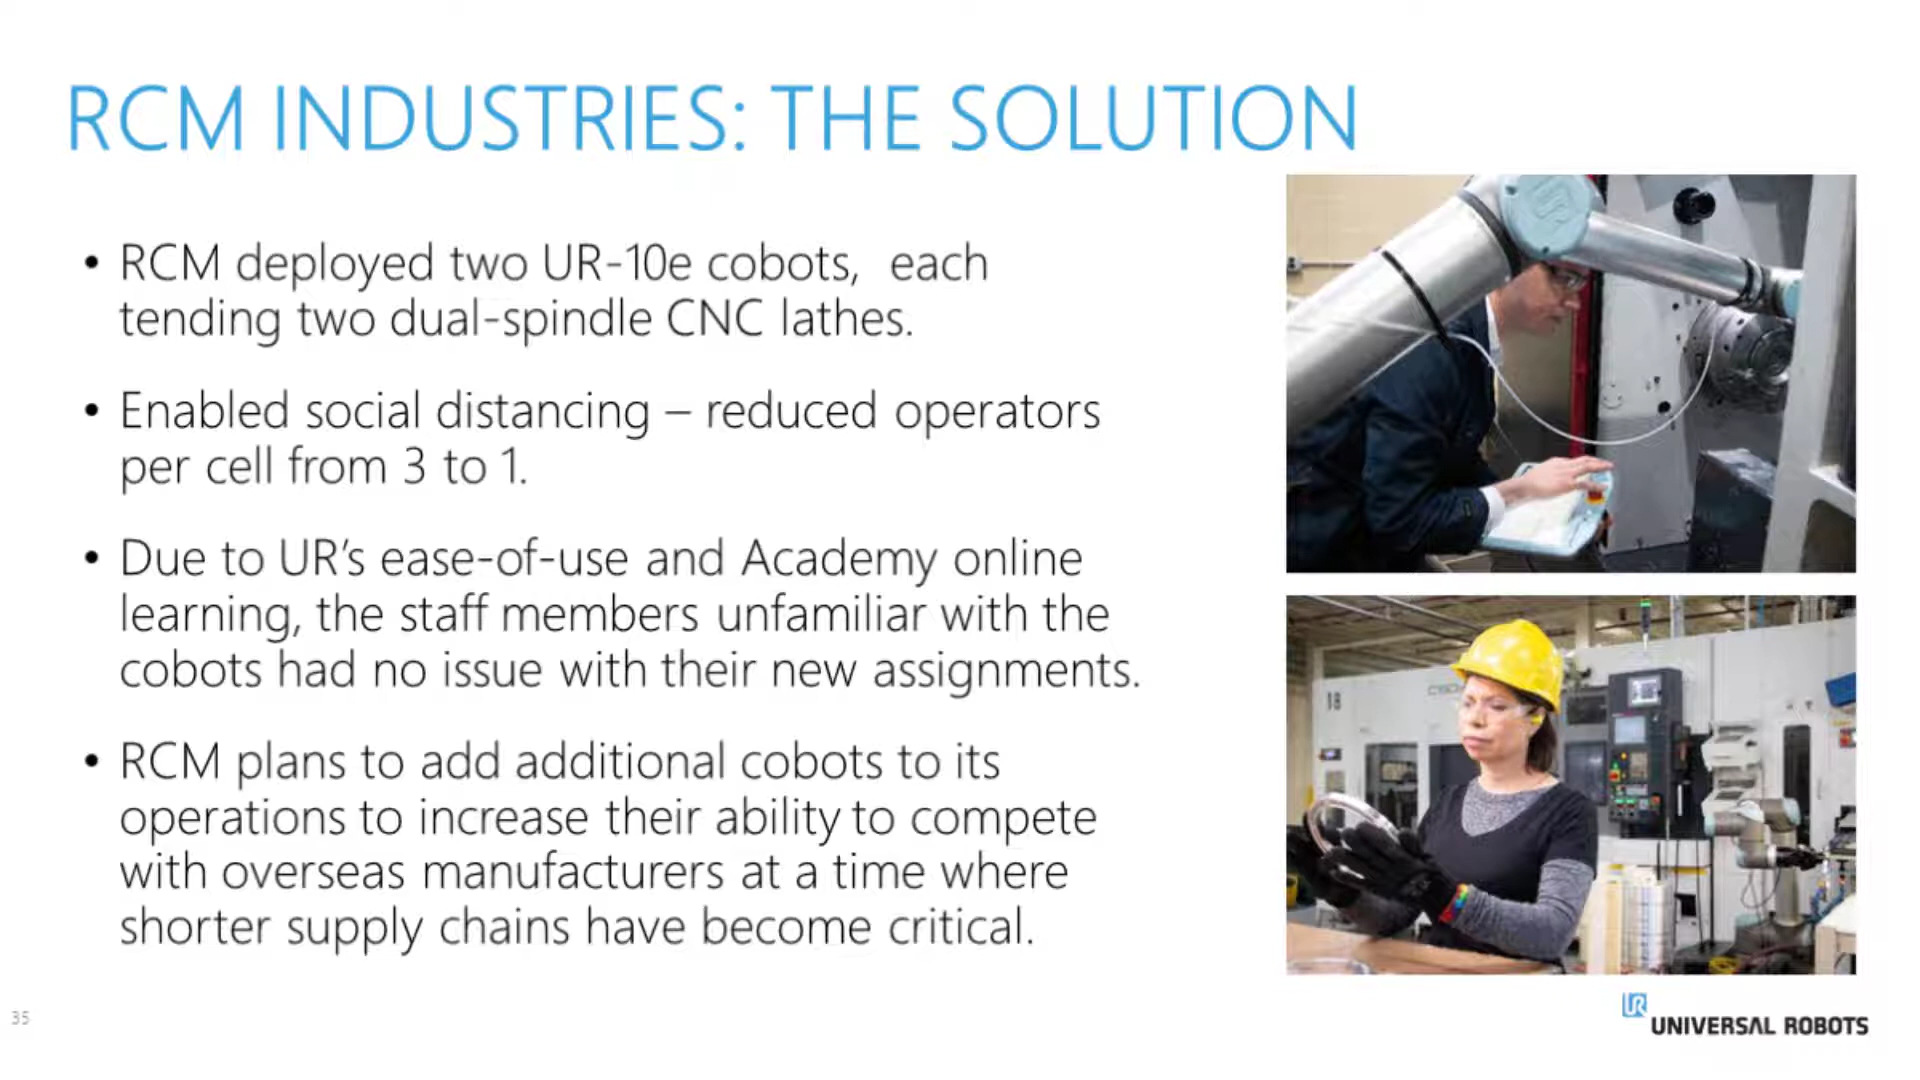 RCM INDUSTRIES: THE SOLUTION
• RCM deployed two UR-10e cobots,  each
tending two dual-spindle CNC lathes.
• Enabled social distancing – reduced operators
per cell from 3 to 1.
• Due to UR’s ease-of-use and Academy online
learning, the staff members unfamiliar with the
cobots had no issue with their new assignments.
• RCM plans to add additional cobots to its
operations to increase their ability to compete
with overseas manufacturers at a time where
shorter supply chains have become critical.
18
35
UR
UNIVERSAL ROBOTS